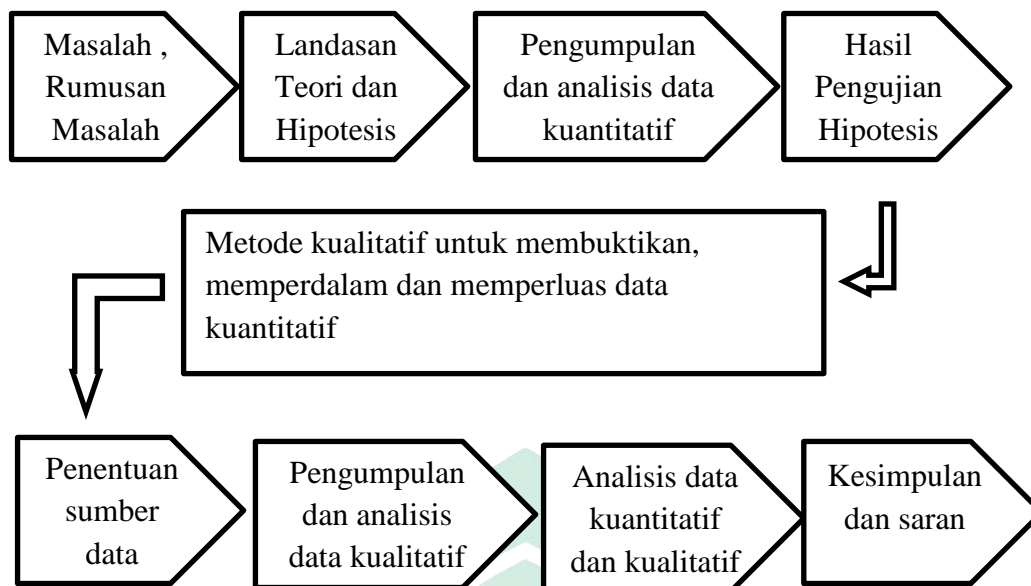 Masalah ,
Rumusan
Masalah
Landasan
Teori dan
Hipotesis
Pengumpulan
dan analisis data
kuantitatif
Hasil
Pengujian
Hipotesis
Metode kualitatif untuk membuktikan,
memperdalam dan memperluas data
kuantitatif
Penentuan
sumber
data
Pengumpulan
dan analisis
data kualitatif
Analisis data
kuantitatif
dan kualitatif
Kesimpulan
dan saran